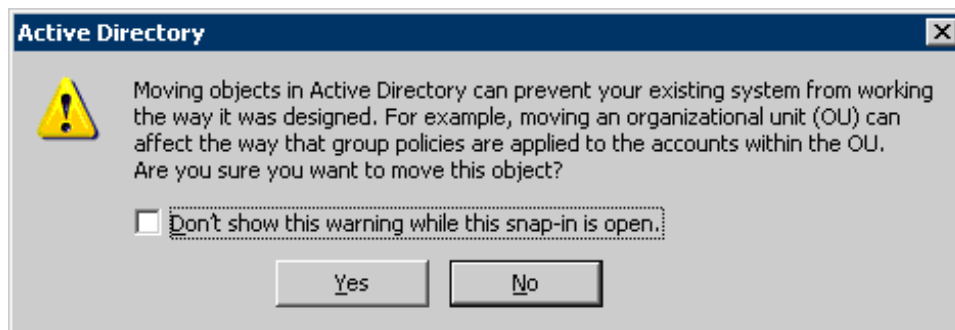 Active Directory
Moving objects in Active Directory can prevent your existing system from working
the way it was designed. For example, moving an organizational unit (OU) can
affect the way that group policies are applied to the accounts within the OU.
Are you sure you want to move this object?
Don't show this warning while this snap-in is open.
Yes No